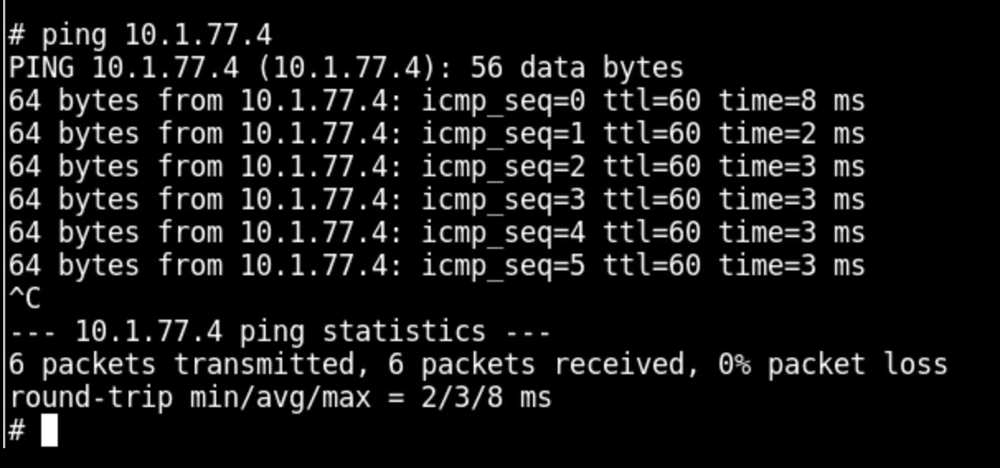 # ping 10.1.77.4
PING 10.1.77.4 (10.1.77.4): 56 data bytes
64 bytes from 10.1.77.4: icmp_seq=0 ttl=60 time=8 ms
64 bytes from 10.1.77.4: icmp_seq=1 ttl=60 time=2 ms
64 bytes from 10.1.77.4: icmp_seq=2 ttl=60 time=3 ms
64 bytes from 10.1.77.4: icmp_seq=3 ttl=60 time=3 ms
64 bytes from 10.1.77.4: icmp_seq=4 ttl=60 time=3 ms
64 bytes from 10.1.77.4: icmp_seq=5 ttl=60 time=3 ms
^C
--- 10.1.77.4 ping statistics ---
6 packets transmitted, 6 packets received, 0% packet loss
round-trip min/avg/max = 2/3/8 ms
#